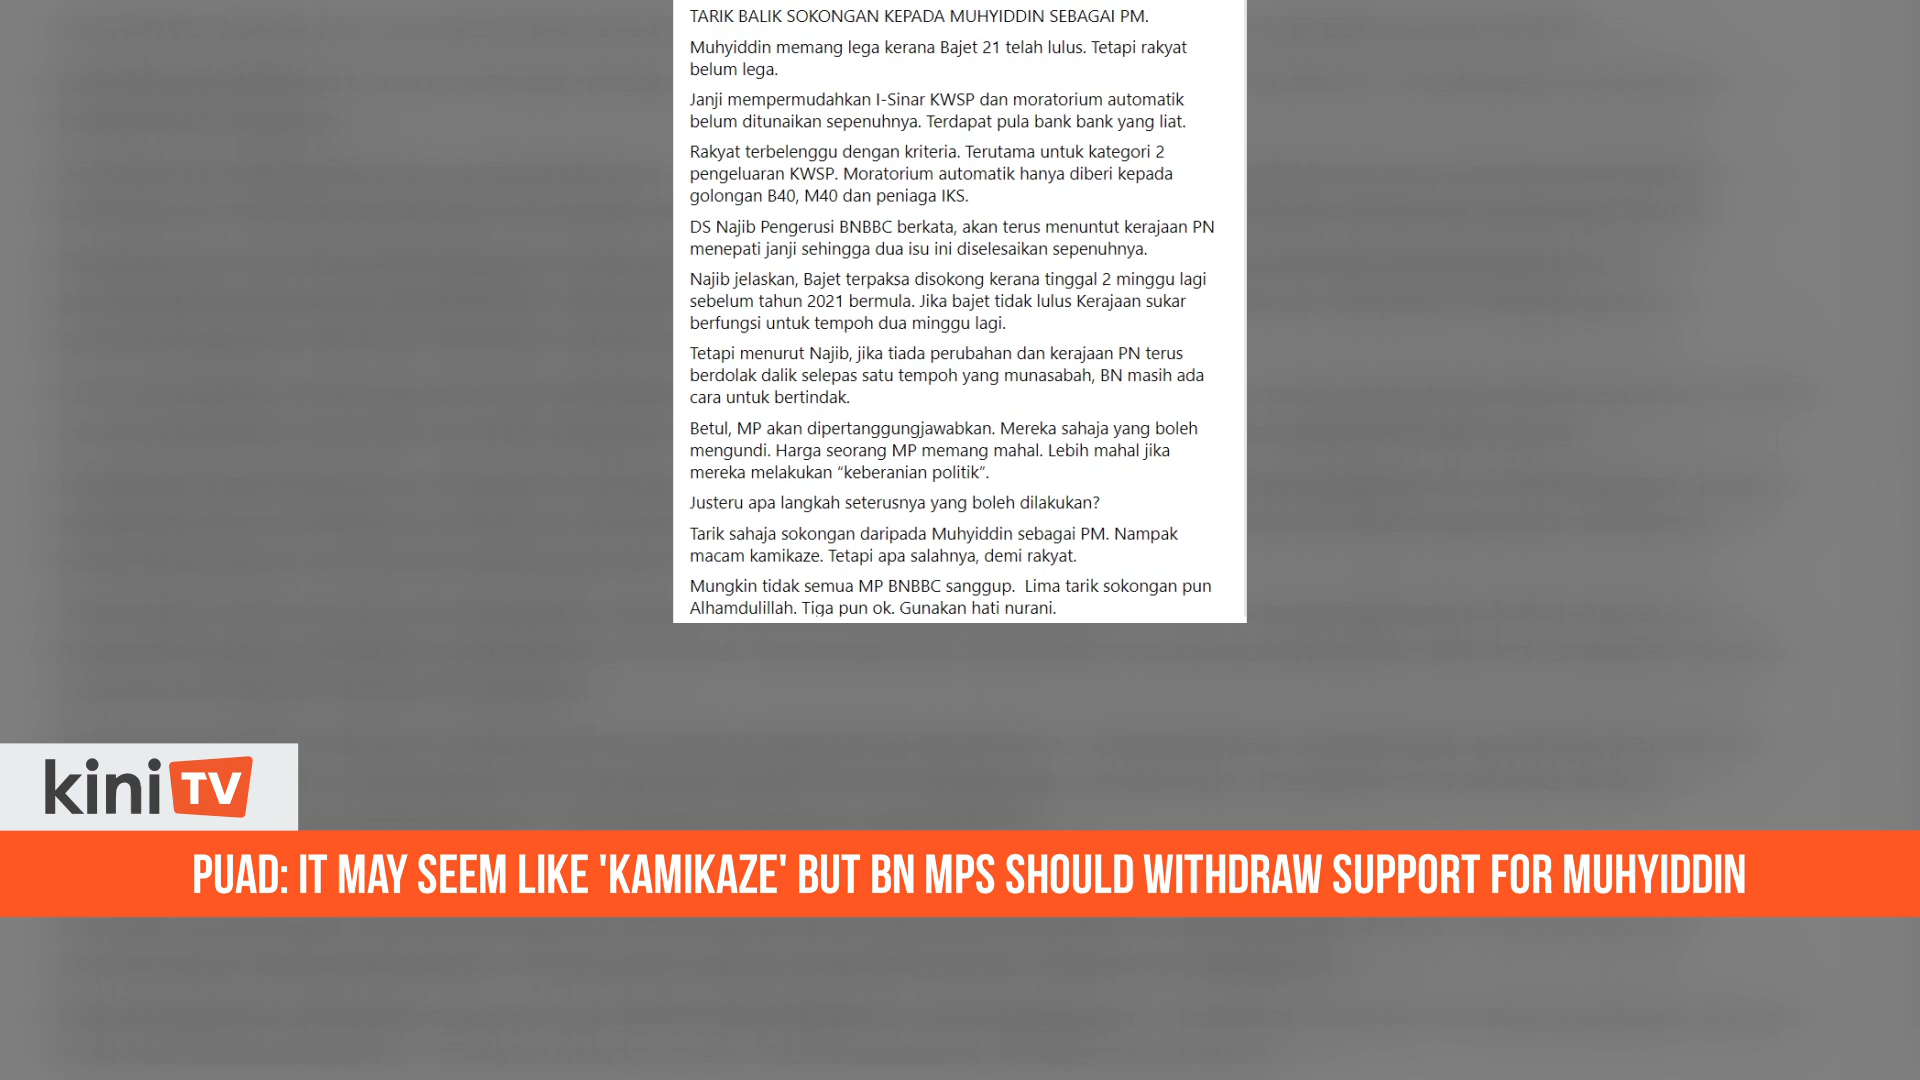 TARIK BALIK SOKONGAN KEPADA MUHYIDDIN SEBAGAI PM.
Muhyiddin memang lega kerana Bajet 21 telah lulus. Tetapi rakyat
belum lega.
Janji mempermudahkan I-Sinar KWSP dan moratorium automatik
belum ditunaikan sepenuhnya. Terdapat pula bank bank yang liat.
Rakyat terbelenggu dengan kriteria. Terutama untuk kategori 2
pengeluaran KWSP. Moratorium automatik hanya diberi kepada
golongan B40, M40 dan peniaga IKS.
DS Najib Pengerusi BNBBC berkata, akan terus menuntut kerajaan PN
menepati janji sehingga dua isu ini diselesaikan sepenuhnya.
Najib jelaskan, Bajet terpaksa disokong kerana tinggal 2 minggu lagi
sebelum tahun 2021 bermula. Jika bajet tidak lulus Kerajaan sukar
berfungsi untuk tempoh dua minggu lagi.
Tetapi menurut Najib, jika tiada perubahan dan kerajaan PN terus
berdolak dalik selepas satu tempoh yang munasabah, BN masih ada
cara untuk bertindak.
Betul, MP akan dipertanggungjawabkan. Mereka sahaja yang boleh
mengundi. Harga seorang MP memang mahal. Lebih mahal jika
mereka melakukan “keberanian politik”.
Justeru apa langkah seterusnya yang boleh dilakukan?
Tarik sahaja sokongan daripada Muhyiddin sebagai PM. Nampak
macam kamikaze. Tetapi apa salahnya, demi rakyat.
Mungkin tidak semua MP BNBBC sanggup. Lima tarik sokongan pun
Alhamdulillah. Tiga pun ok. Gunakan hati nurani.
kini TV
PUAD: IT MAY SEEM LIKE 'KAMIKAZE' BUT BN MPS SHOULD WITHDRAW SUPPORT FOR MUHYIDDIN